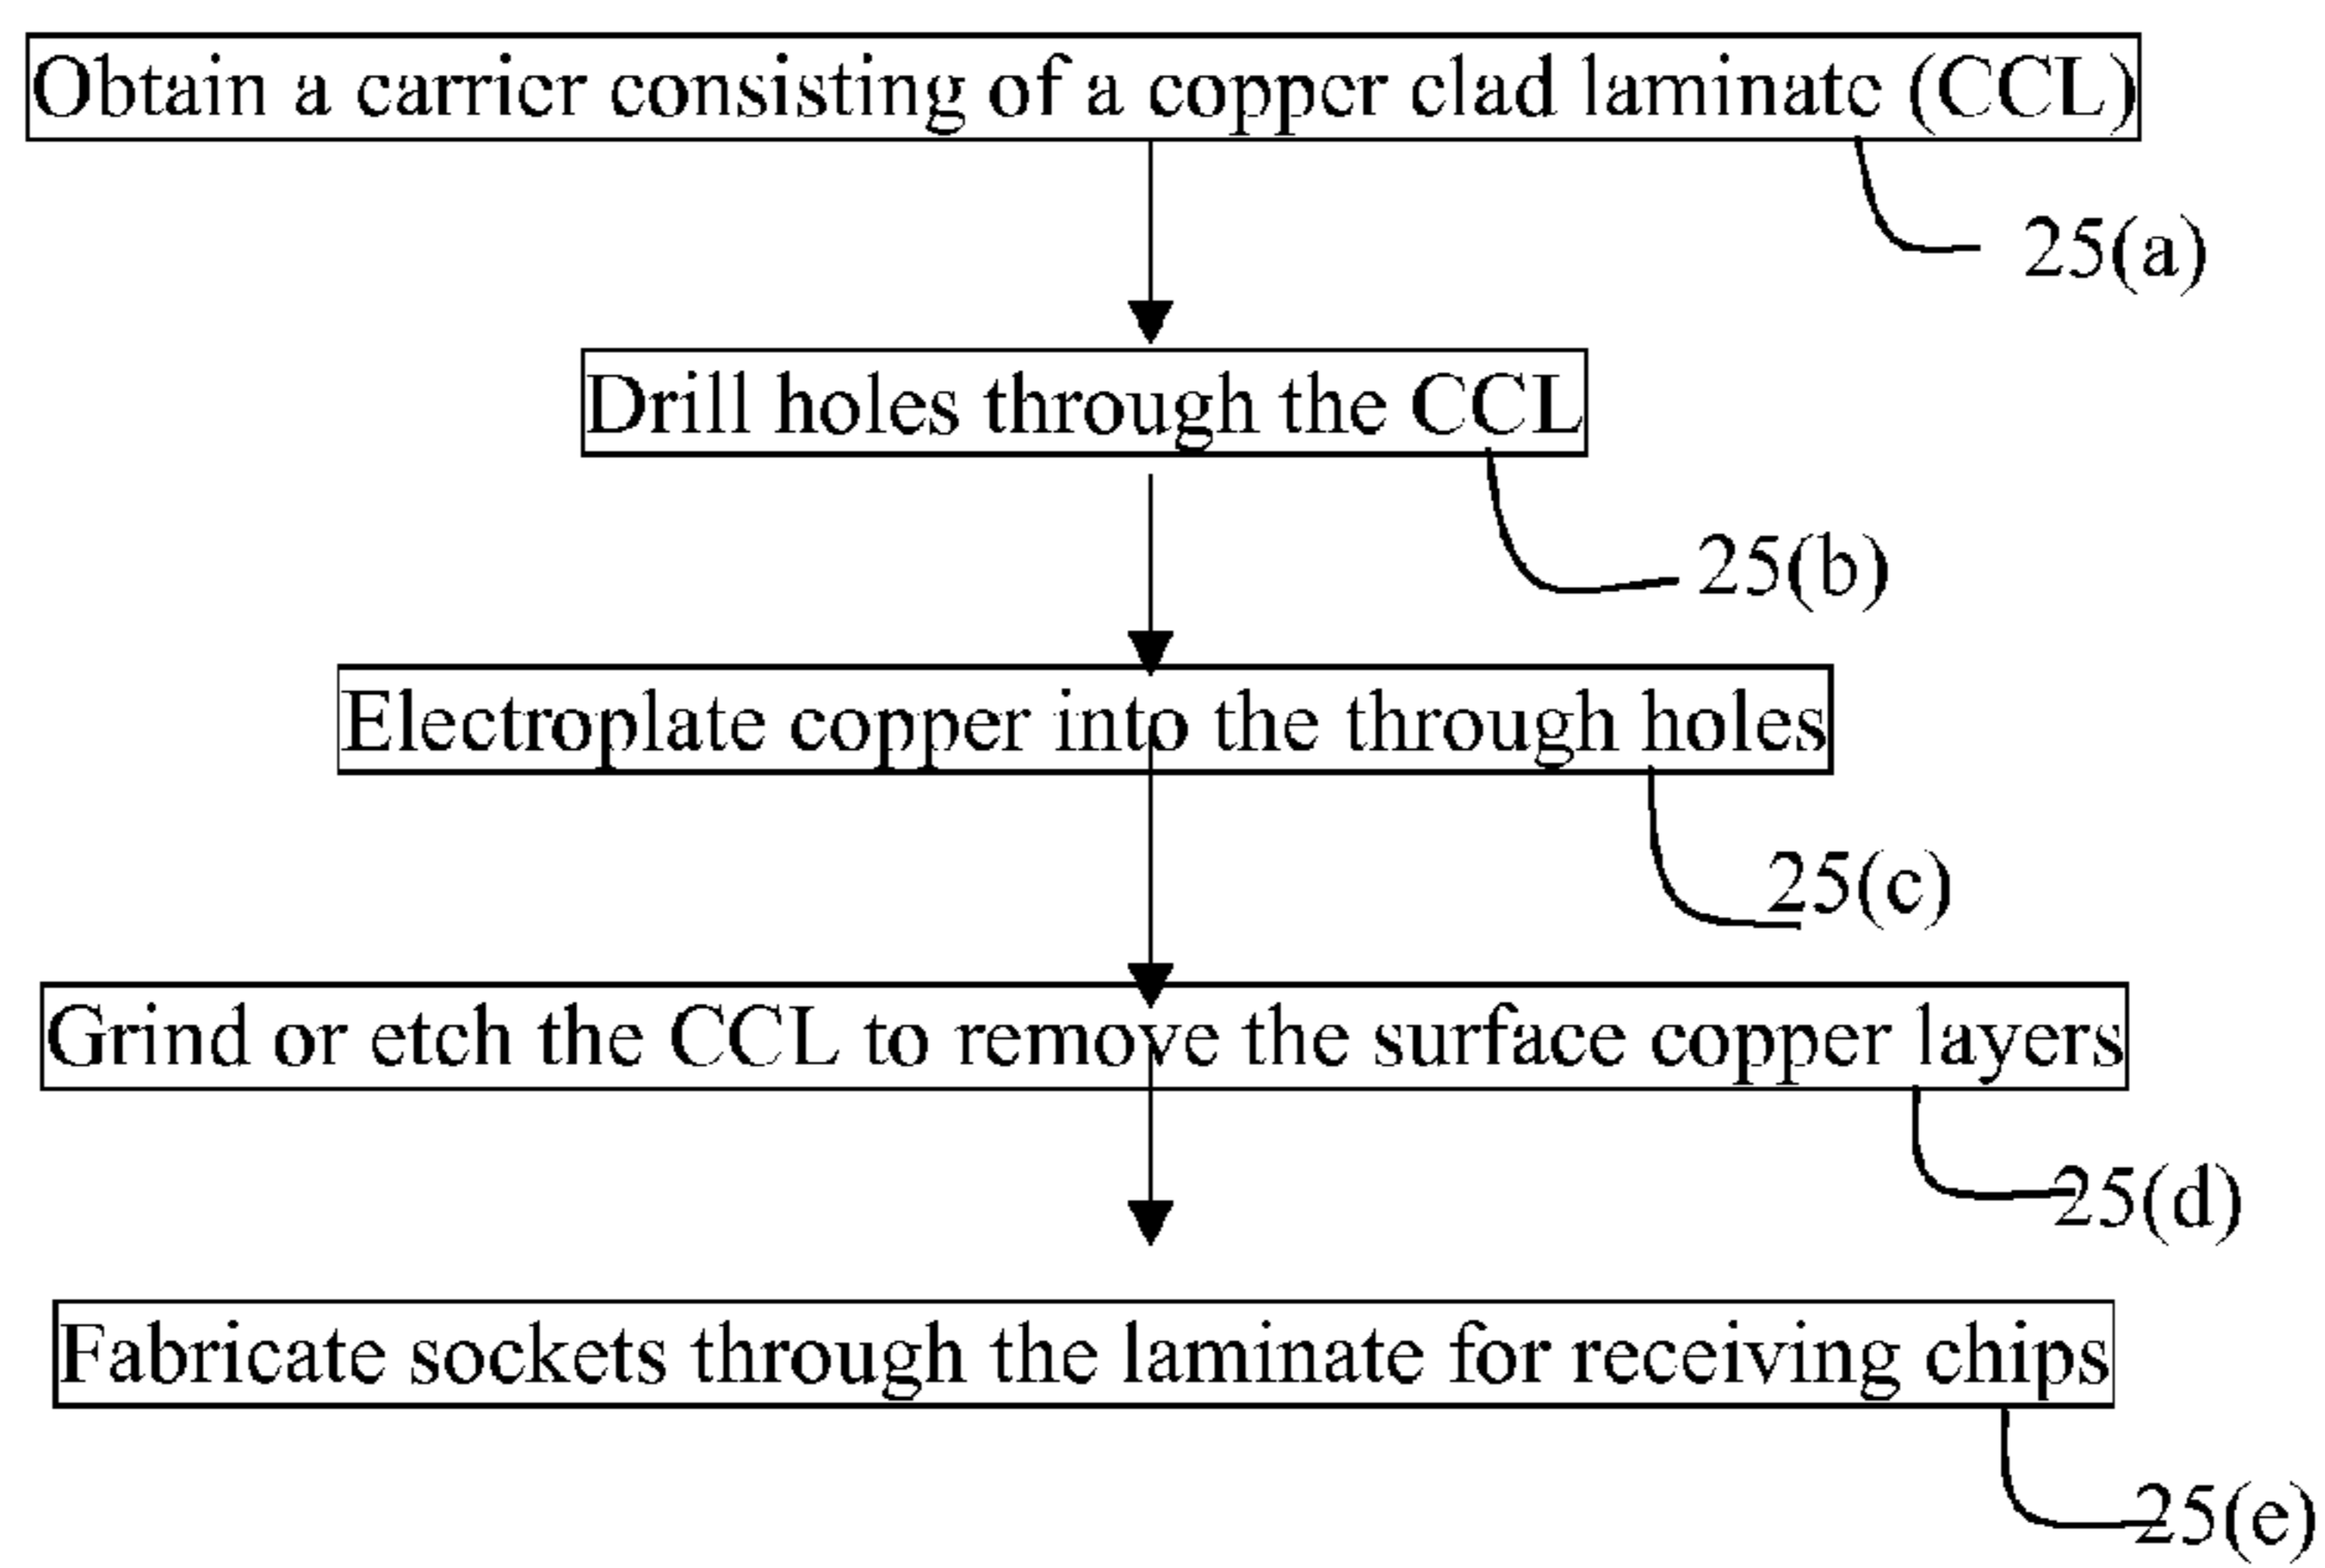 Obtain a carrier consisting of a copper clad laminate (CCL)
25(a)
Drill holes through the CCL
25(b)
Electroplate copper into the through holes
25(c)
Grind or etch the CCL to remove the surface copper layers
25(d)
Fabricate sockets through the laminate for receiving chips
25(e)